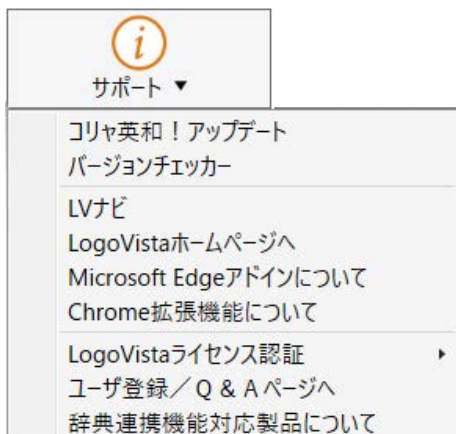 サポート ▼
コリャ英和！アップデート
バージョンチェッカー
LVナビ
LogoVistaホームページへ
Microsoft Edgeアドインについて
Chrome拡張機能について
LogoVistaライセンス認証
ユーザ登録／Q & Aページへ
辞典連携機能対応製品について